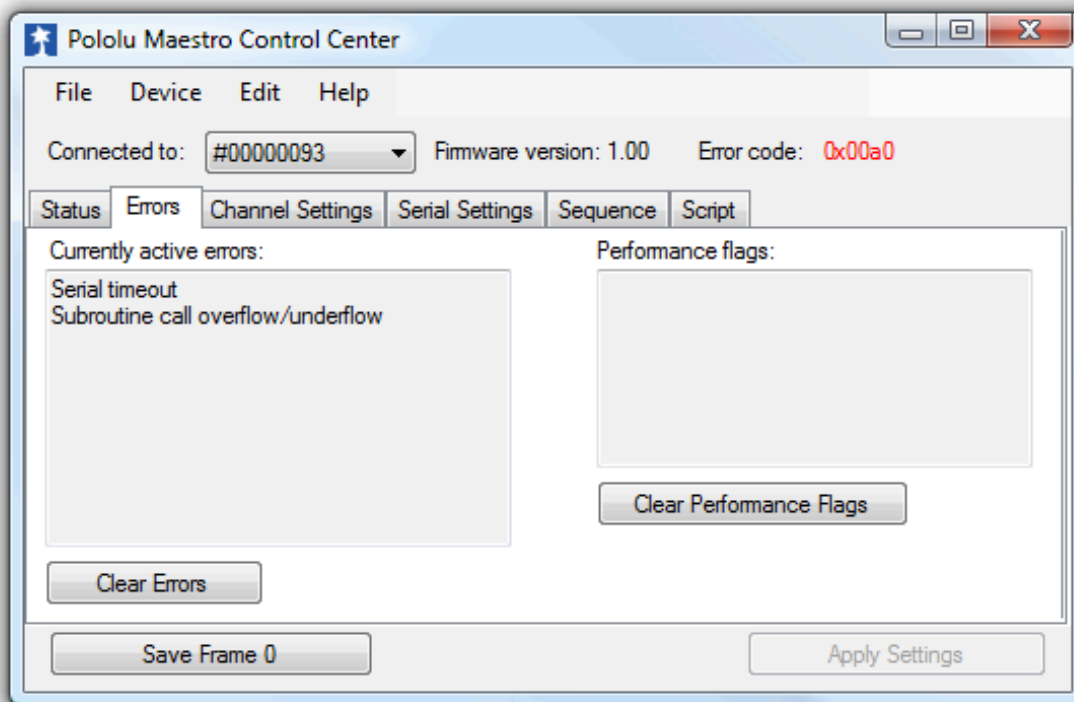 Pololu Maestro Control Center
File Device Edit Help
Connected to: #00000093 Firmware version: 1.00 Error code: 0x00a0
Status Errors Channel Settings Serial Settings Sequence Script
Currently active errors: Performance flags:
Serial timeout
Subroutine call overflow/underflow
Clear Performance Flags
Clear Errors
Save Frame 0 Apply Settings